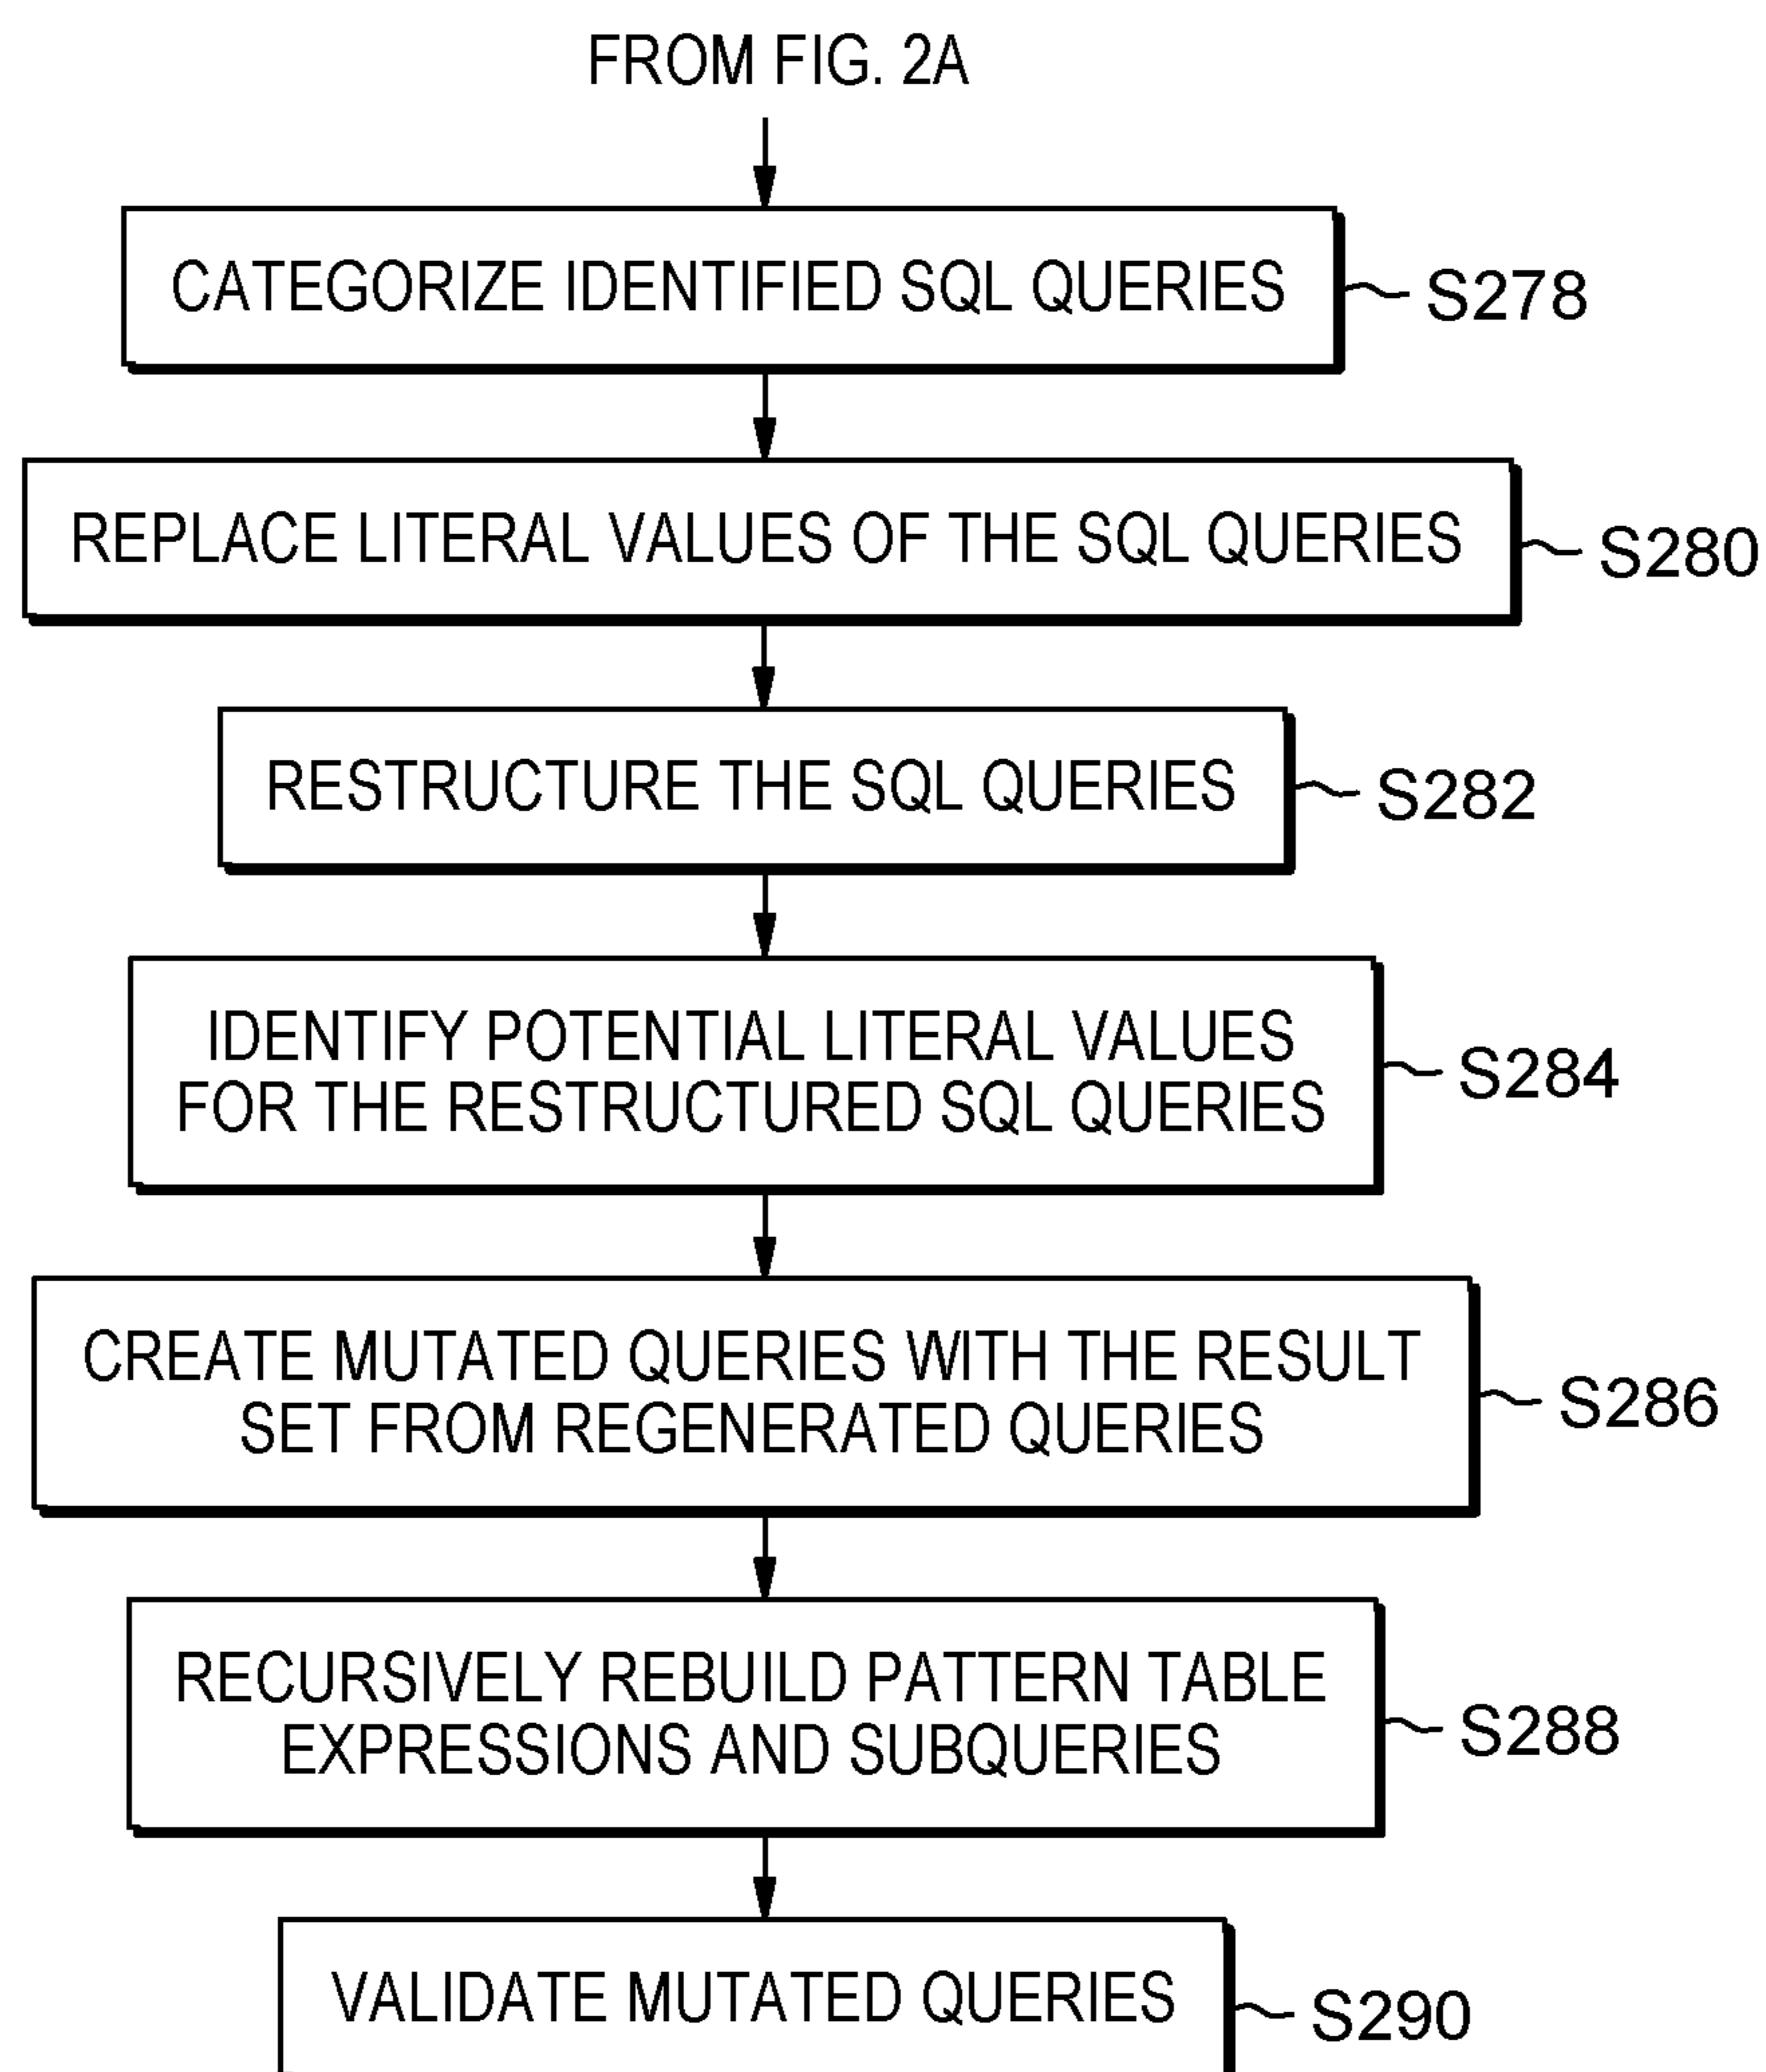 FROM FIG. 2A
CATEGORIZE IDENTIFIED SQL QUERIES
S278
REPLACE LITERAL VALUES OF THE SQL QUERIES
S280
RESTRUCTURE THE SQL QUERIES
S282
IDENTIFY POTENTIAL LITERAL VALUES
FOR THE RESTRUCTURED SQL QUERIES
S284
CREATE MUTATED QUERIES WITH THE RESULT
SET FROM REGENERATED QUERIES
S286
RECURSIVELY REBUILD PATTERN TABLE
EXPRESSIONS AND SUBQUERIES
S288
VALIDATE MUTATED QUERIES
S290